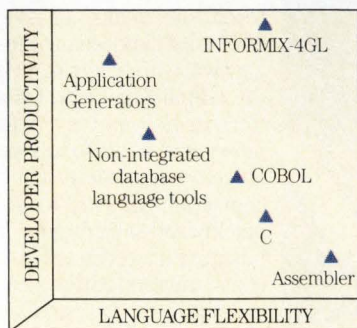 DEVELOPER PRODUCTIVITY
INFORMIX-4GL
Application
Generators
Non-integrated
database
language tools
COBOL
C
Assembler
LANGUAGE FLEXIBILITY